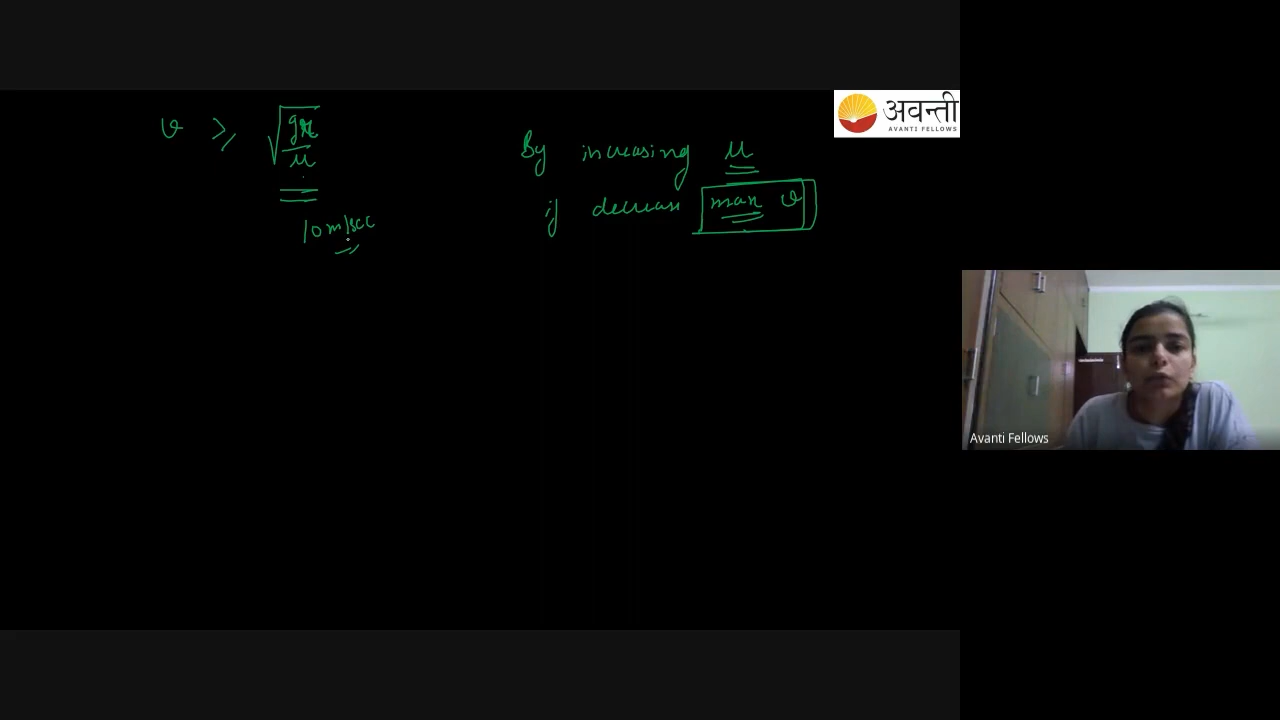 v ≥ √(gr/μ)
10 m/sec
By increasing μ
if decrease max v
अवन्ती
AVANTI FELLOWS
Avanti Fellows